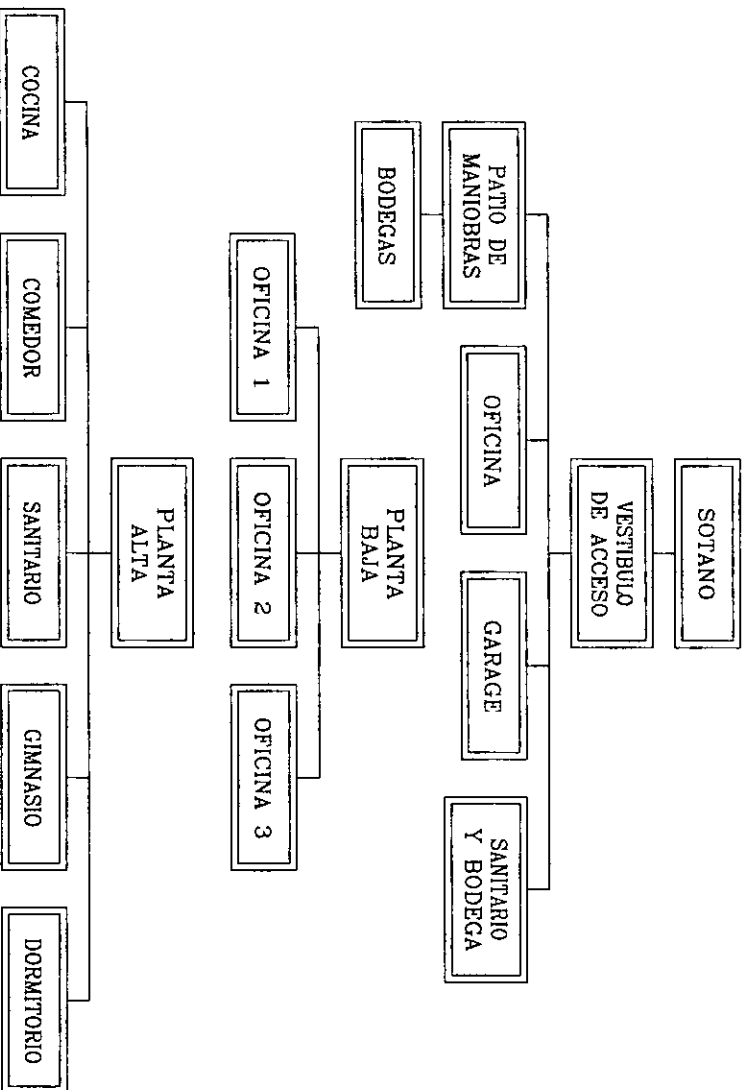 SOTANO
VESTIBULO
DE ACCESO
PATIO DE
MANIOBRAS
OFICINA
GARAGE
SANITARIO
Y BODEGA
BODEGAS
PLANTA
BAJA
OFICINA 1
OFICINA 2
OFICINA 3
PLANTA
ALTA
COCINA
COMEDOR
SANITARIO
GIMNASIO
DORMITORIO